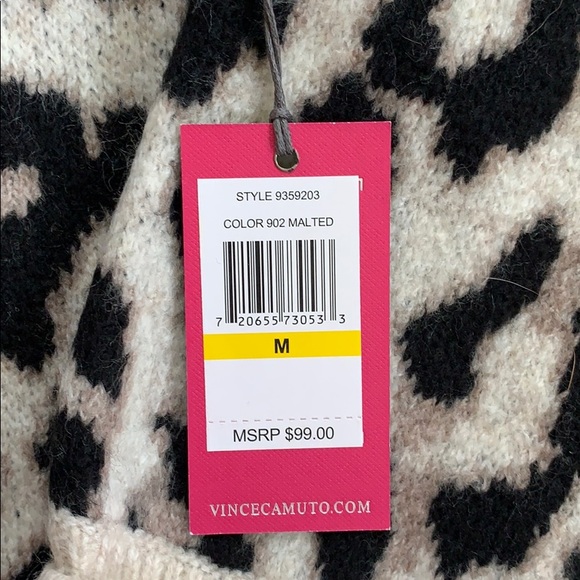 STYLE 9359203
COLOR 902 MALTED
7 20655 73053 3
M
MSRP $99.00
VINCECAMUTO.COM